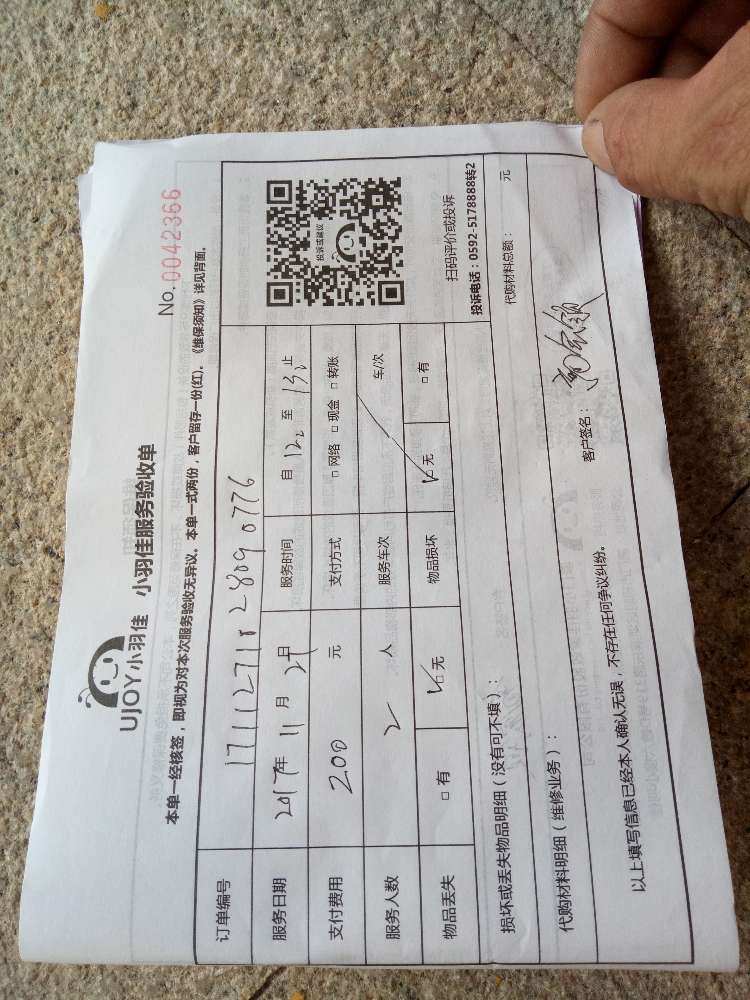 UJOY小羽佳 小羽佳服务验收单
No. 0042366
本单一经核签，即视为对本次服务验收无异议。本单一式两份，客户留存一份(红)。《维保须知》详见背面。
订单编号
服务日期 2017年 11 月 29 日 服务时间 自 至 止
支付费用 200 元 支付方式 □ 网络 □ 现金 □ 转账
服务人数 2 人 服务车次 车/次
物品丢失 □ 有 □ 无 物品损坏 □ 无 □ 有
投诉或建议
扫码评价或投诉
投诉电话：0592-5178888转2
损坏或丢失物品明细（没有可不填）：
代购材料明细（维修业务）： 代购材料总额： 元
以上填写信息已经本人确认无误，不存在任何争议纠纷。 客户签名：